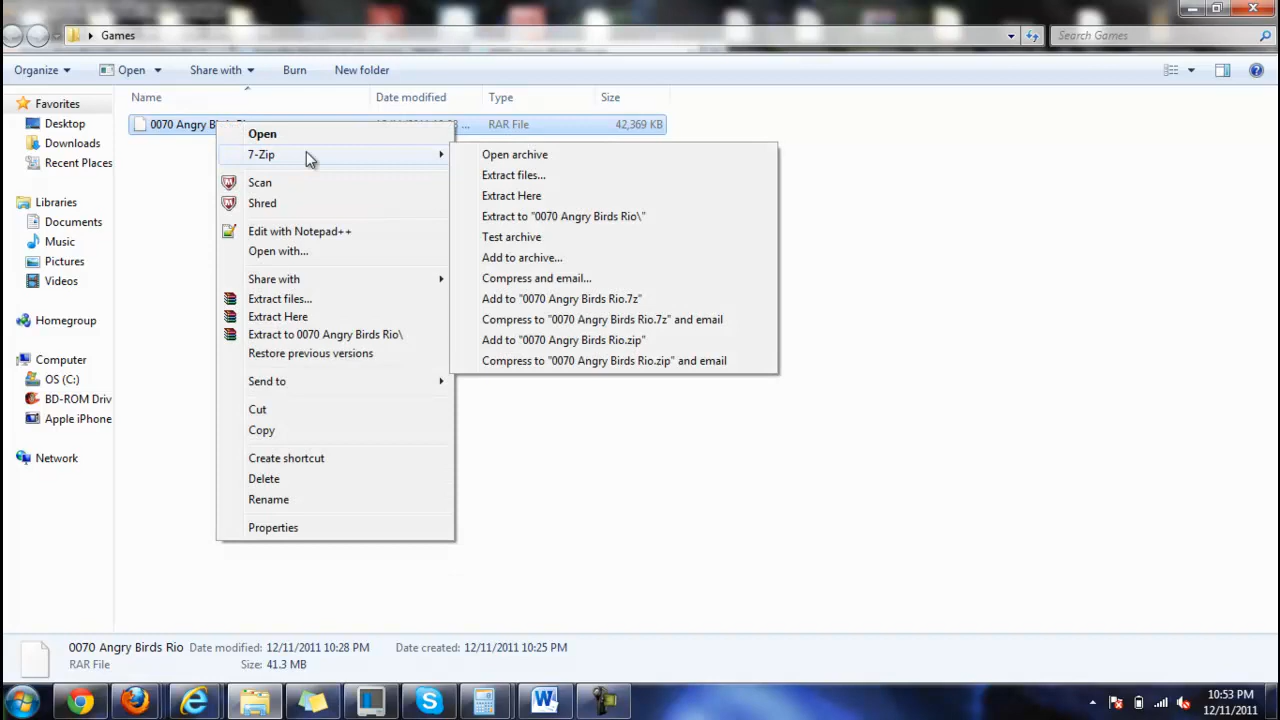 Games
Search Games
Organize
Open
Share with
Burn
New folder
Name
Date modified
Type
Size
Favorites
Desktop
Downloads
Recent Places
Libraries
Documents
Music
Pictures
Videos
Homegroup
Computer
OS (C:)
BD-ROM Driv
Apple iPhone
Network
0070 Angry Birds Rio
12/11/2011 10:28 ...
RAR File
42,369 KB
Open
7-Zip
Scan
Shred
Edit with Notepad++
Open with...
Share with
Extract files...
Extract Here
Extract to 0070 Angry Birds Rio\
Restore previous versions
Send to
Cut
Copy
Create shortcut
Delete
Rename
Properties
Open archive
Extract files...
Extract Here
Extract to "0070 Angry Birds Rio\"
Test archive
Add to archive...
Compress and email...
Add to "0070 Angry Birds Rio.7z"
Compress to "0070 Angry Birds Rio.7z" and email
Add to "0070 Angry Birds Rio.zip"
Compress to "0070 Angry Birds Rio.zip" and email
0070 Angry Birds Rio Date modified: 12/11/2011 10:28 PM Date created: 12/11/2011 10:25 PM
RAR File Size: 41.3 MB
10:53 PM
12/11/2011